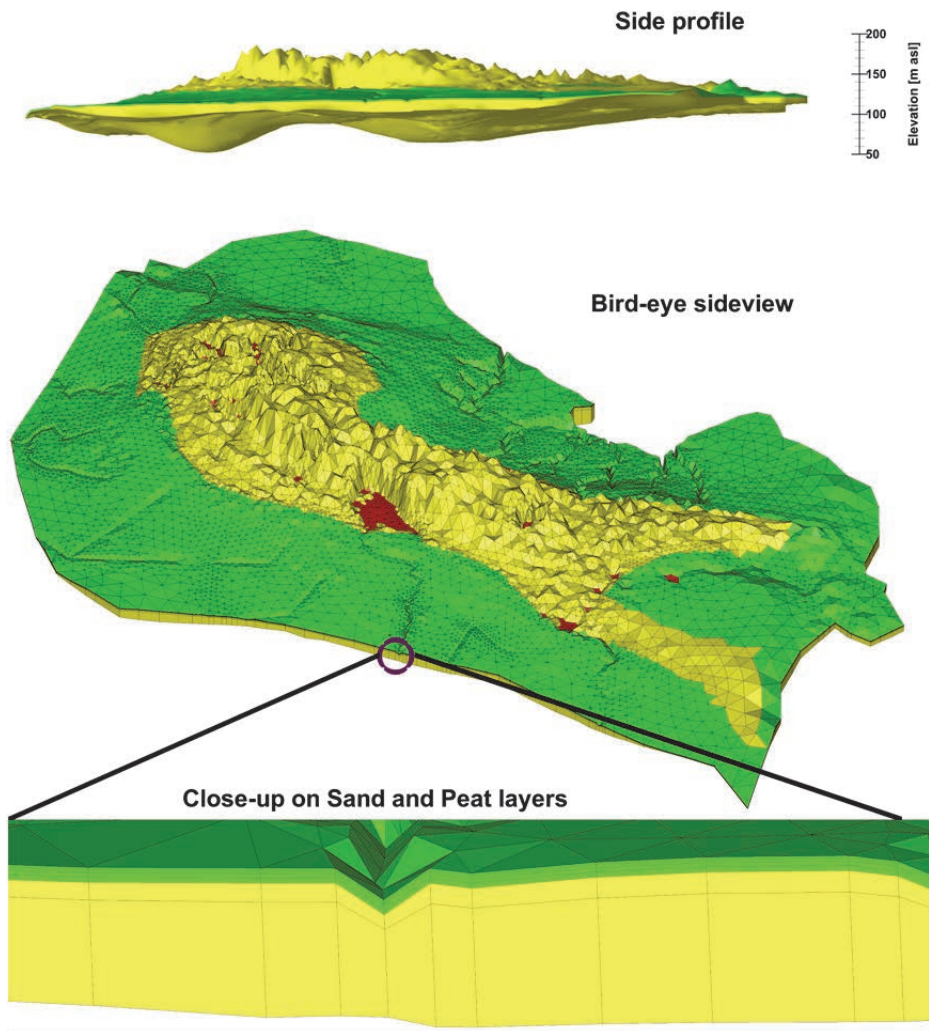 Side profile
200
150
100
50
Elevation [m asl]
Bird-eye sideview
Close-up on Sand and Peat layers